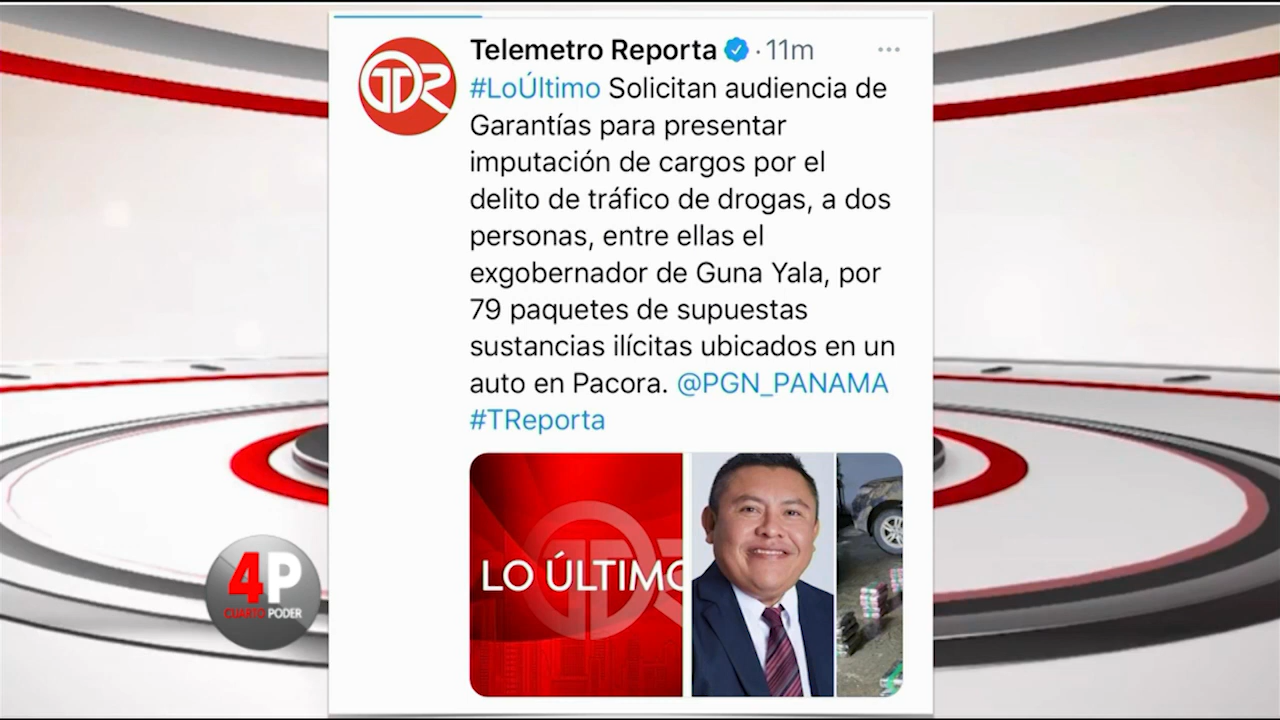 TDR
Telemetro Reporta · 11m
#LoÚltimo Solicitan audiencia de
Garantías para presentar
imputación de cargos por el
delito de tráfico de drogas, a dos
personas, entre ellas el
exgobernador de Guna Yala, por
79 paquetes de supuestas
sustancias ilícitas ubicados en un
auto en Pacora. @PGN_PANAMA
#TReporta
TDR
LO ÚLTIMO
4P
CUARTO PODER